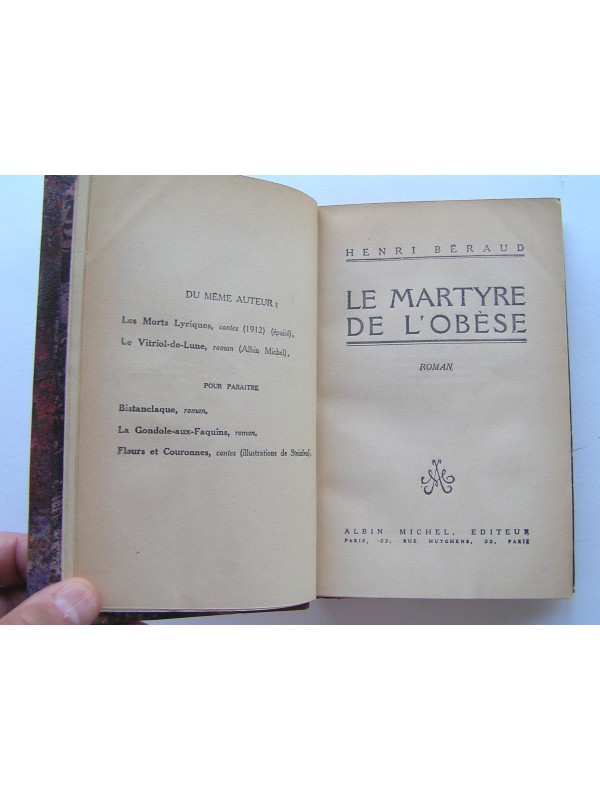 DU MÊME AUTEUR :
Les Morts Lyriques, contes (1912) (épuisé),
Le Vitriol-de-Lune, roman (Albin Michel),
POUR PARAITRE
Bistanclaque, roman,
La Gondole-aux-Faquins, roman,
Fleurs et Couronnes, contes (illustrations de Steinlen),
HENRI BÉRAUD
LE MARTYRE
DE L'OBÈSE
ROMAN
ALBIN MICHEL, EDITEUR
PARIS, 22, RUE HUYGHENS, 22, PARIS